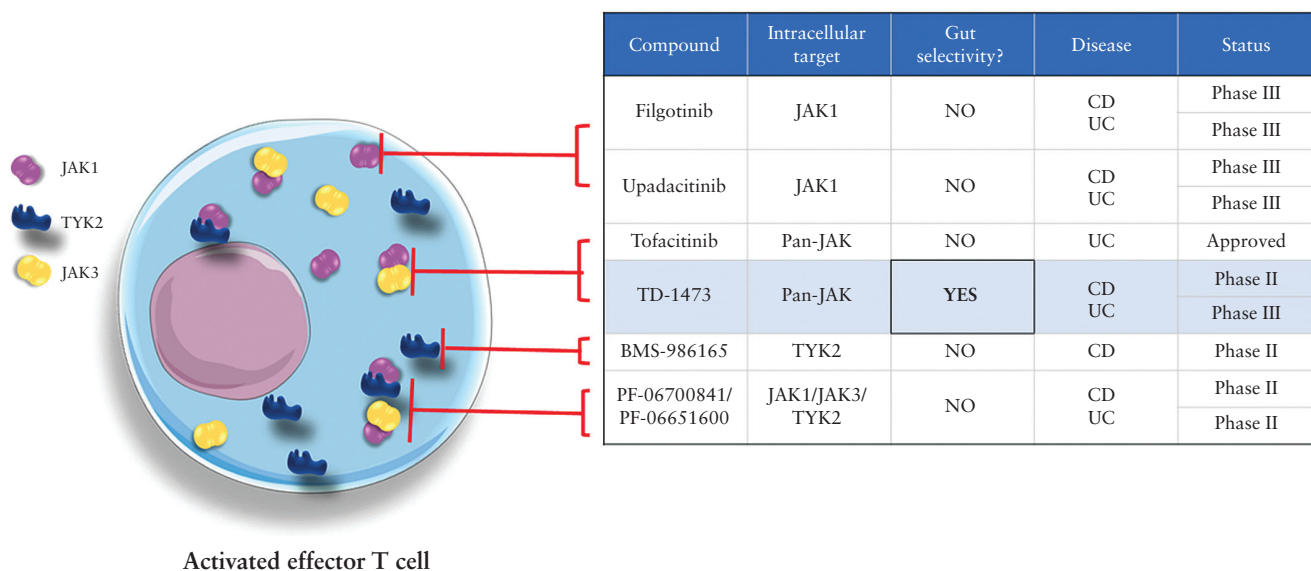 JAK1
TYK2
JAK3
Activated effector T cell
Compound Intracellular target Gut selectivity? Disease Status
Filgotinib JAK1 NO CD UC Phase III Phase III
Upadacitinib JAK1 NO CD UC Phase III Phase III
Tofacitinib Pan-JAK NO UC Approved
TD-1473 Pan-JAK YES CD UC Phase II Phase III
BMS-986165 TYK2 NO CD Phase II
PF-06700841/ PF-06651600 JAK1/JAK3/ TYK2 NO CD UC Phase II Phase II